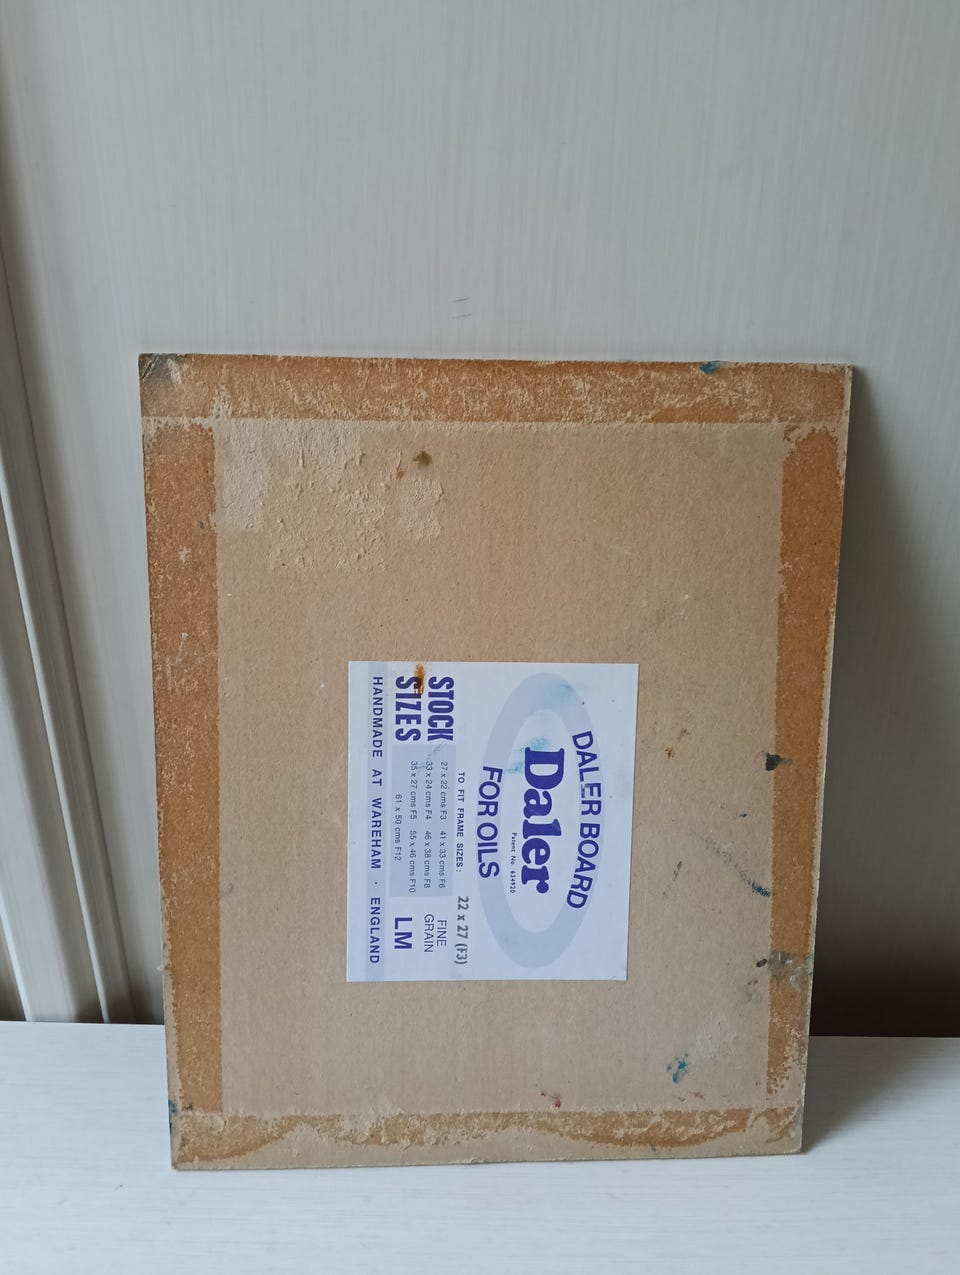 DALER BOARD
Daler
Patent No. 634920
FOR OILS
TO FIT FRAME SIZES: 22 x 27 (F3)
STOCK SIZES
27 x 22 cms F3 41 x 33 cms F6
33 x 24 cms F4 46 x 38 cms F8
35 x 27 cms F5 55 x 46 cms F10
61 x 50 cms F12
FINE
GRAIN
LM
HANDMADE AT WAREHAM · ENGLAND